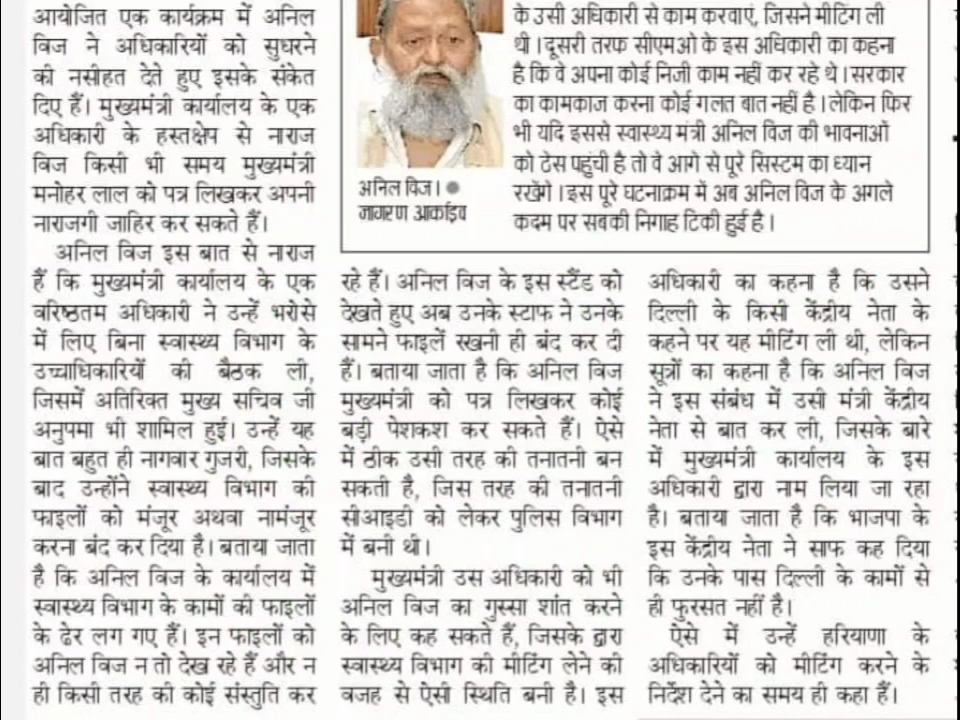 आयोजित एक कार्यक्रम में अनिल
विज ने अधिकारियों को सुधरने
की नसीहत देते हुए इसके संकेत
दिए हैं। मुख्यमंत्री कार्यालय के एक
अधिकारी के हस्तक्षेप से नाराज
विज किसी भी समय मुख्यमंत्री
मनोहर लाल को पत्र लिखकर अपनी
नाराजगी जाहिर कर सकते हैं।
अनिल विज इस बात से नाराज
हैं कि मुख्यमंत्री कार्यालय के एक
वरिष्ठतम अधिकारी ने उन्हें भरोसे
में लिए बिना स्वास्थ्य विभाग के
उच्चाधिकारियों की बैठक ली,
जिसमें अतिरिक्त मुख्य सचिव जी
अनुपमा भी शामिल हुई। उन्हें यह
बात बहुत ही नागवार गुजरी, जिसके
बाद उन्होंने स्वास्थ्य विभाग की
फाइलों को मंजूर अथवा नामंजूर
करना बंद कर दिया है। बताया जाता
है कि अनिल विज के कार्यालय में
स्वास्थ्य विभाग के कामों की फाइलों
के ढेर लग गए हैं। इन फाइलों को
अनिल विज न तो देख रहे हैं और न
ही किसी तरह की कोई संस्तुति कर
अनिल विज। ●
जागरण आर्काइव
के उसी अधिकारी से काम करवाएं, जिसने मीटिंग ली
थी। दूसरी तरफ सीएमओ के इस अधिकारी का कहना
है कि वे अपना कोई निजी काम नहीं कर रहे थे। सरकार
का कामकाज करना कोई गलत बात नहीं है। लेकिन फिर
भी यदि इससे स्वास्थ्य मंत्री अनिल विज की भावनाओं
को ठेस पहुंची है तो वे आगे से पूरे सिस्टम का ध्यान
रखेंगे। इस पूरे घटनाक्रम में अब अनिल विज के अगले
कदम पर सबकी निगाह टिकी हुई है।
रहे हैं। अनिल विज के इस स्टैंड को
देखते हुए अब उनके स्टाफ ने उनके
सामने फाइलें रखनी ही बंद कर दी
हैं। बताया जाता है कि अनिल विज
मुख्यमंत्री को पत्र लिखकर कोई
बड़ी पेशकश कर सकते हैं। ऐसे
में ठीक उसी तरह की तनातनी बन
सकती है, जिस तरह की तनातनी
सीआइडी को लेकर पुलिस विभाग
में बनी थी।
मुख्यमंत्री उस अधिकारी को भी
अनिल विज का गुस्सा शांत करने
के लिए कह सकते हैं, जिसके द्वारा
स्वास्थ्य विभाग की मीटिंग लेने की
वजह से ऐसी स्थिति बनी है। इस
अधिकारी का कहना है कि उसने
दिल्ली के किसी केंद्रीय नेता के
कहने पर यह मीटिंग ली थी, लेकिन
सूत्रों का कहना है कि अनिल विज
ने इस संबंध में उसी मंत्री केंद्रीय
नेता से बात कर ली, जिसके बारे
में मुख्यमंत्री कार्यालय के इस
अधिकारी द्वारा नाम लिया जा रहा
है। बताया जाता है कि भाजपा के
इस केंद्रीय नेता ने साफ कह दिया
कि उनके पास दिल्ली के कामों से
ही फुरसत नहीं है।
ऐसे में उन्हें हरियाणा के
अधिकारियों को मीटिंग करने के
निर्देश देने का समय ही कहा हैं।